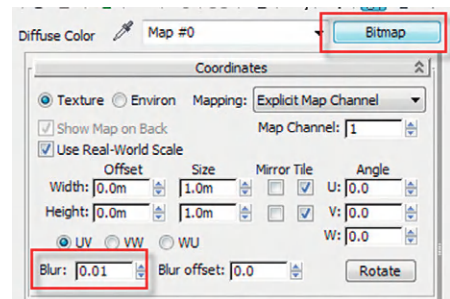 Diffuse Color Map #0 Bitmap
Coordinates
Texture Environ Mapping: Explicit Map Channel
Show Map on Back Map Channel: 1
Use Real-World Scale
Offset Size Mirror Tile Angle
Width: 0.0m 1.0m U: 0.0
Height: 0.0m 1.0m V: 0.0
UV VW WU W: 0.0
Blur: 0.01 Blur offset: 0.0 Rotate